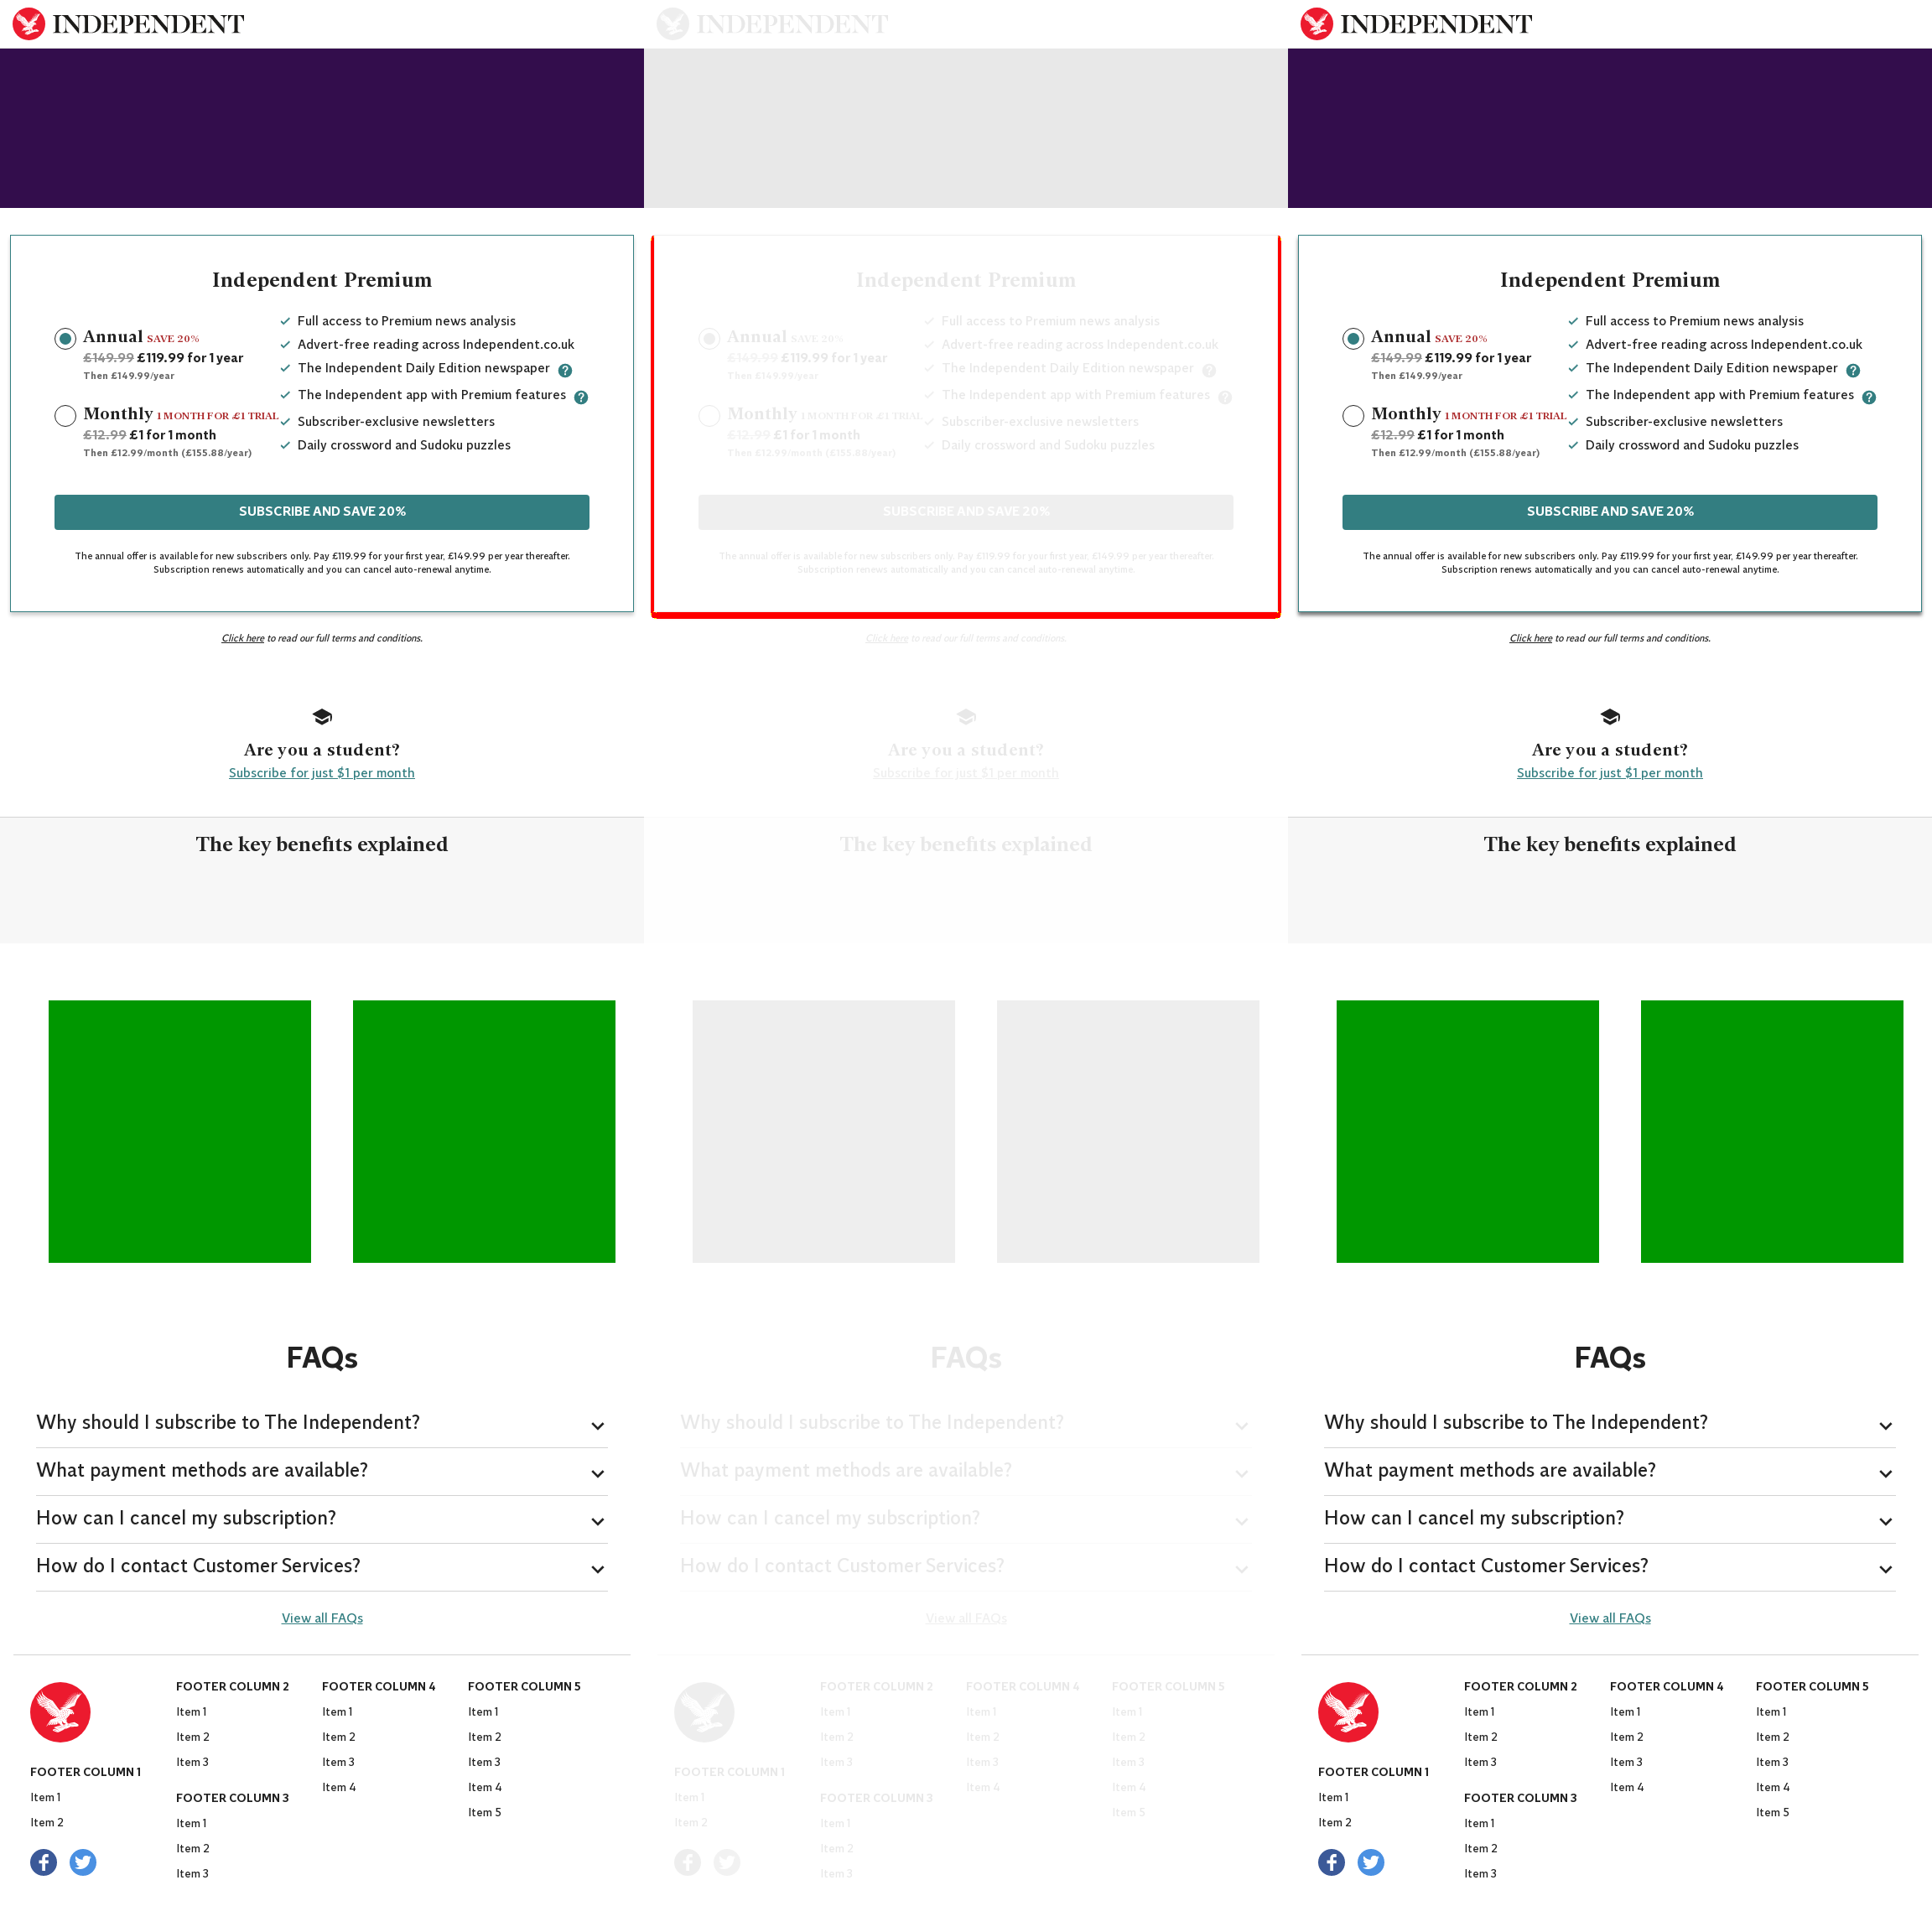 INDEPENDENT
Independent Premium
Annual SAVE 20%
£149.99 £119.99 for 1 year
Then £149.99/year
Monthly 1 MONTH FOR £1 TRIAL
£12.99 £1 for 1 month
Then £12.99/month (£155.88/year)
Full access to Premium news analysis
Advert-free reading across Independent.co.uk
The Independent Daily Edition newspaper ?
The Independent app with Premium features ?
Subscriber-exclusive newsletters
Daily crossword and Sudoku puzzles
SUBSCRIBE AND SAVE 20%
The annual offer is available for new subscribers only. Pay £119.99 for your first year, £149.99 per year thereafter.
Subscription renews automatically and you can cancel auto-renewal anytime.
Click here to read our full terms and conditions.
Are you a student?
Subscribe for just $1 per month
The key benefits explained
FAQs
Why should I subscribe to The Independent?
What payment methods are available?
How can I cancel my subscription?
How do I contact Customer Services?
View all FAQs
FOOTER COLUMN 1
Item 1
Item 2
FOOTER COLUMN 2
Item 1
Item 2
Item 3
FOOTER COLUMN 3
Item 1
Item 2
Item 3
FOOTER COLUMN 4
Item 1
Item 2
Item 3
Item 4
FOOTER COLUMN 5
Item 1
Item 2
Item 3
Item 4
Item 5
INDEPENDENT
Independent Premium
Annual SAVE 20%
£149.99 £119.99 for 1 year
Then £149.99/year
Monthly 1 MONTH FOR £1 TRIAL
£12.99 £1 for 1 month
Then £12.99/month (£155.88/year)
Full access to Premium news analysis
Advert-free reading across Independent.co.uk
The Independent Daily Edition newspaper ?
The Independent app with Premium features ?
Subscriber-exclusive newsletters
Daily crossword and Sudoku puzzles
SUBSCRIBE AND SAVE 20%
The annual offer is available for new subscribers only. Pay £119.99 for your first year, £149.99 per year thereafter.
Subscription renews automatically and you can cancel auto-renewal anytime.
Click here to read our full terms and conditions.
Are you a student?
Subscribe for just $1 per month
The key benefits explained
FAQs
Why should I subscribe to The Independent?
What payment methods are available?
How can I cancel my subscription?
How do I contact Customer Services?
View all FAQs
FOOTER COLUMN 1
Item 1
Item 2
FOOTER COLUMN 2
Item 1
Item 2
Item 3
FOOTER COLUMN 3
Item 1
Item 2
Item 3
FOOTER COLUMN 4
Item 1
Item 2
Item 3
Item 4
FOOTER COLUMN 5
Item 1
Item 2
Item 3
Item 4
Item 5
INDEPENDENT
Independent Premium
Annual SAVE 20%
£149.99 £119.99 for 1 year
Then £149.99/year
Monthly 1 MONTH FOR £1 TRIAL
£12.99 £1 for 1 month
Then £12.99/month (£155.88/year)
Full access to Premium news analysis
Advert-free reading across Independent.co.uk
The Independent Daily Edition newspaper ?
The Independent app with Premium features ?
Subscriber-exclusive newsletters
Daily crossword and Sudoku puzzles
SUBSCRIBE AND SAVE 20%
The annual offer is available for new subscribers only. Pay £119.99 for your first year, £149.99 per year thereafter.
Subscription renews automatically and you can cancel auto-renewal anytime.
Click here to read our full terms and conditions.
Are you a student?
Subscribe for just $1 per month
The key benefits explained
FAQs
Why should I subscribe to The Independent?
What payment methods are available?
How can I cancel my subscription?
How do I contact Customer Services?
View all FAQs
FOOTER COLUMN 1
Item 1
Item 2
FOOTER COLUMN 2
Item 1
Item 2
Item 3
FOOTER COLUMN 3
Item 1
Item 2
Item 3
FOOTER COLUMN 4
Item 1
Item 2
Item 3
Item 4
FOOTER COLUMN 5
Item 1
Item 2
Item 3
Item 4
Item 5